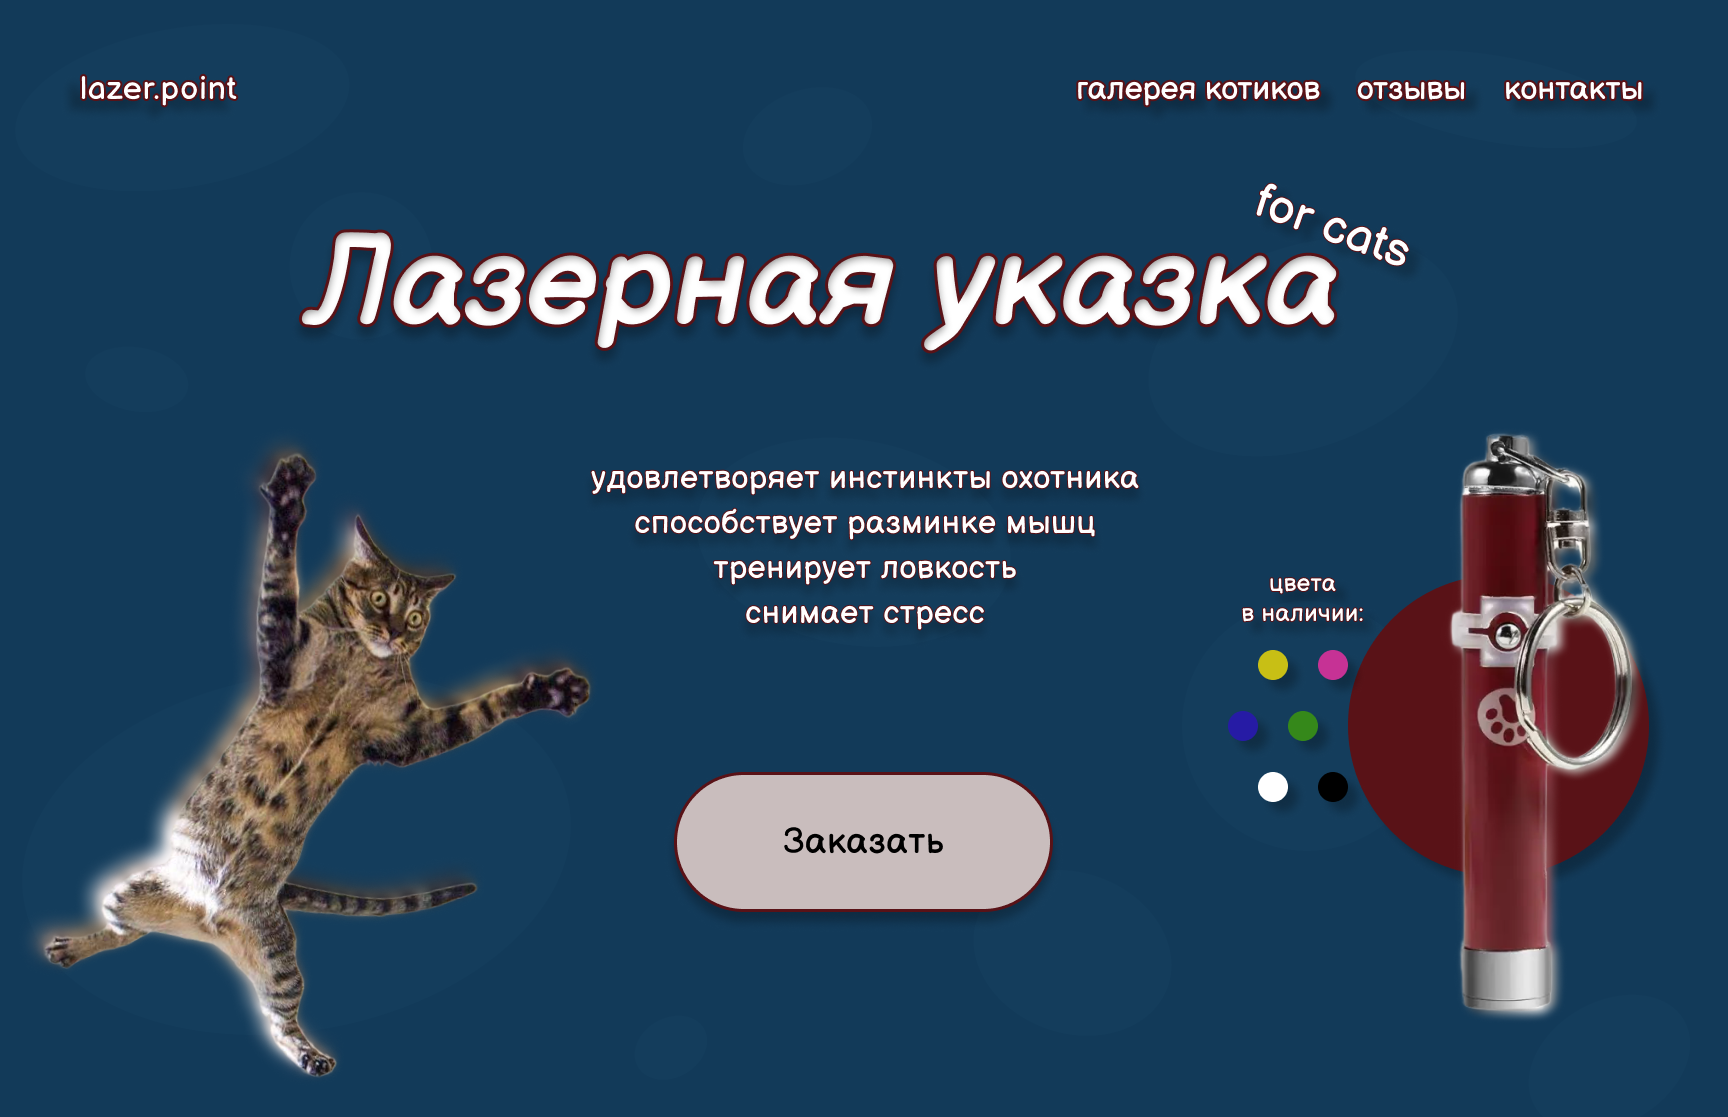 lazer.point
галерея котиков
отзывы
контакты
for cats
Лазерная указка
удовлетворяет инстинкты охотника
способствует разминке мышц
тренирует ловкость
снимает стресс
цвета
в наличии:
Заказать